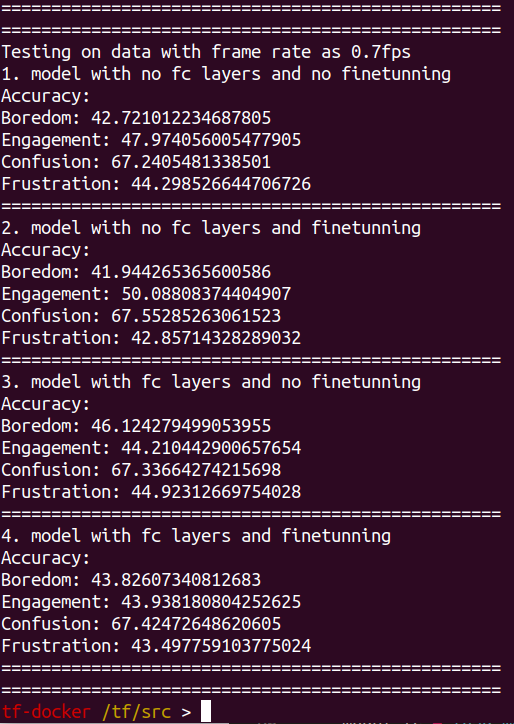 ==================================================
==================================================
Testing on data with frame rate as 0.7fps
1. model with no fc layers and no finetunning
Accuracy:
Boredom: 42.721012234687805
Engagement: 47.974056005477905
Confusion: 67.2405481338501
Frustration: 44.298526644706726
==================================================
2. model with no fc layers and finetunning
Accuracy:
Boredom: 41.944265365600586
Engagement: 50.08808374404907
Confusion: 67.55285263061523
Frustration: 42.85714328289032
==================================================
3. model with fc layers and no finetunning
Accuracy:
Boredom: 46.124279499053955
Engagement: 44.210442900657654
Confusion: 67.33664274215698
Frustration: 44.92312669754028
==================================================
4. model with fc layers and finetunning
Accuracy:
Boredom: 43.82607340812683
Engagement: 43.938180804252625
Confusion: 67.42472648620605
Frustration: 43.497759103775024
==================================================
==================================================
tf-docker /tf/src >